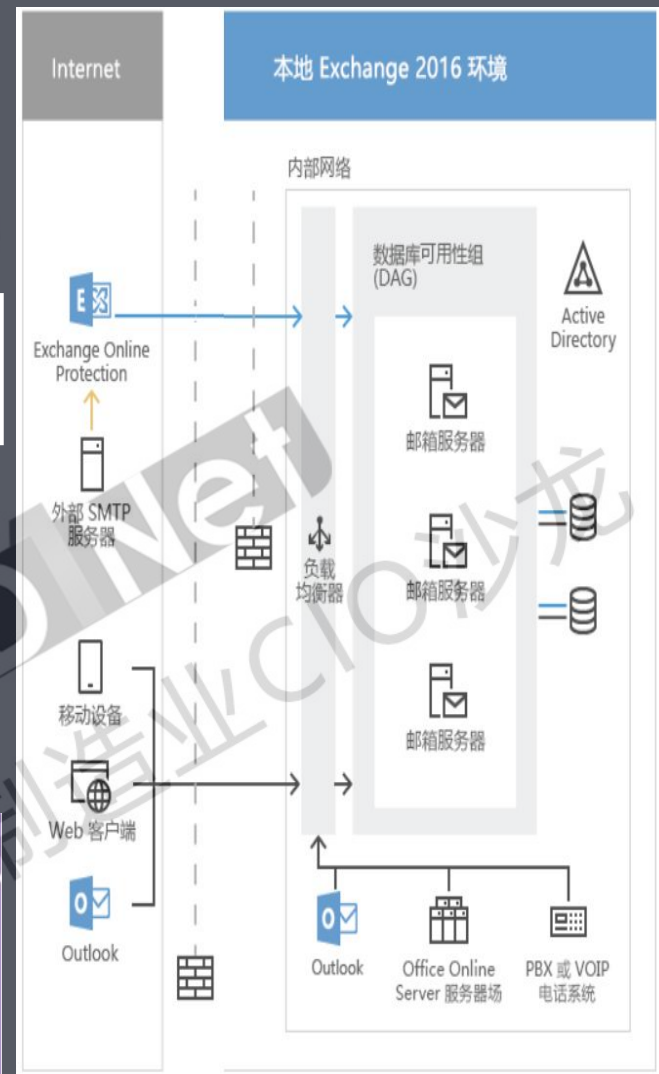 Internet
本地 Exchange 2016 环境
内部网络
数据库可用性组
(DAG)
Active
Directory
Exchange Online
Protection
邮箱服务器
外部 SMTP
服务器
负载
均衡器
邮箱服务器
移动设备
邮箱服务器
Web 客户端
Outlook
Outlook
Office Online
Server 服务器场
PBX 或 VOIP
电话系统
制造业CIO沙龙